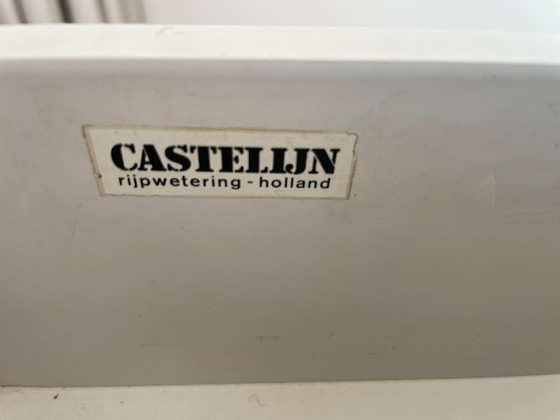 CASTELIJN
rijpwetering - holland